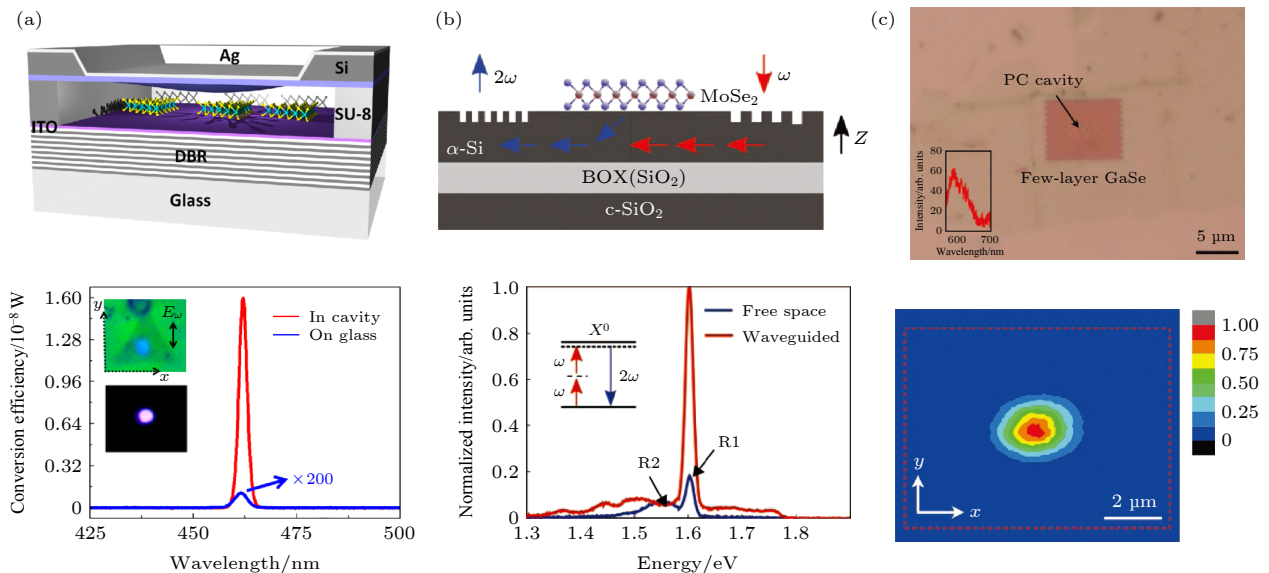 (a)
Ag
Si
SU-8
ITO
DBR
Glass
(b)
2ω
ω
MoSe₂
Z
α-Si
BOX(SiO₂)
c-SiO₂
(c)
PC cavity
Few-layer GaSe
Intensity/arb. units
80
60
40
20
0
600
700
Wavelength/nm
5 µm
Conversion efficiency/10⁻⁸ W
1.60
1.28
0.96
0.64
0.32
0
y
x
Eω
In cavity
On glass
×200
425
450
475
500
Wavelength/nm
Normalized intensity/arb. units
1.0
0.8
0.6
0.4
0.2
0
X⁰
ω
ω
2ω
Free space
Waveguided
R2
R1
1.3
1.4
1.5
1.6
1.7
1.8
Energy/eV
y
x
2 µm
1.00
0.75
0.50
0.25
0